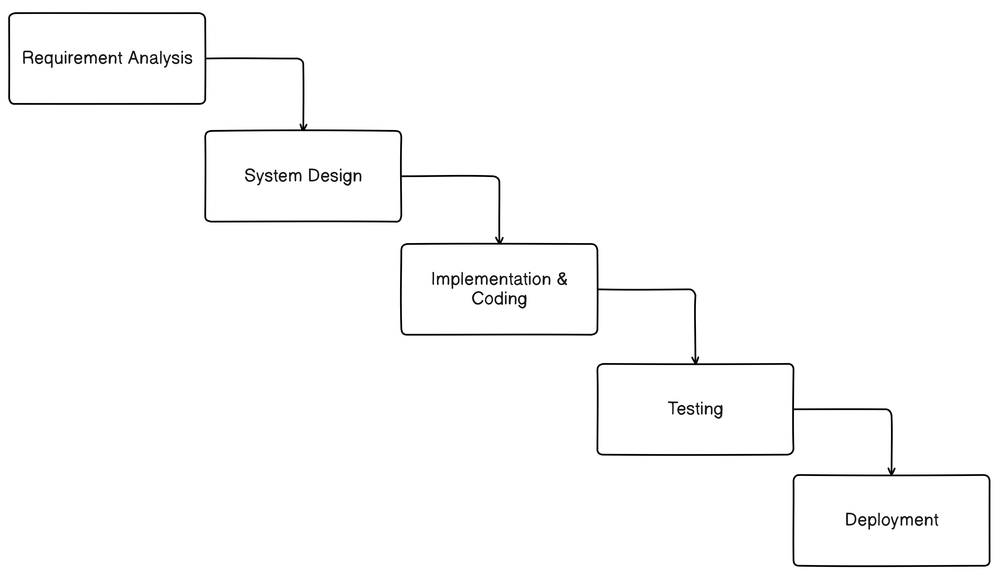 Requirement Analysis
System Design
Implementation &
Coding
Testing
Deployment